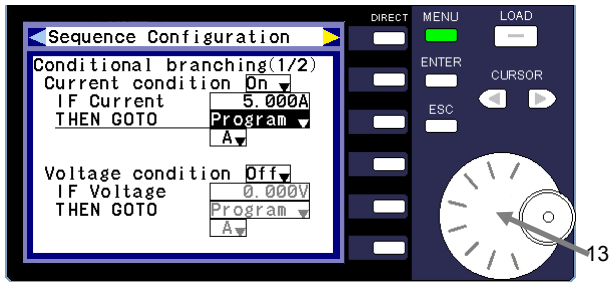 DIRECT MENU LOAD
Sequence Configuration
Conditional branching(1/2)
ENTER
Current condition On
CURSOR
IF Current 5.000A
THEN GOTO Program
ESC
A
Voltage condition Off
IF Voltage 0.000V
THEN GOTO Program
A
13